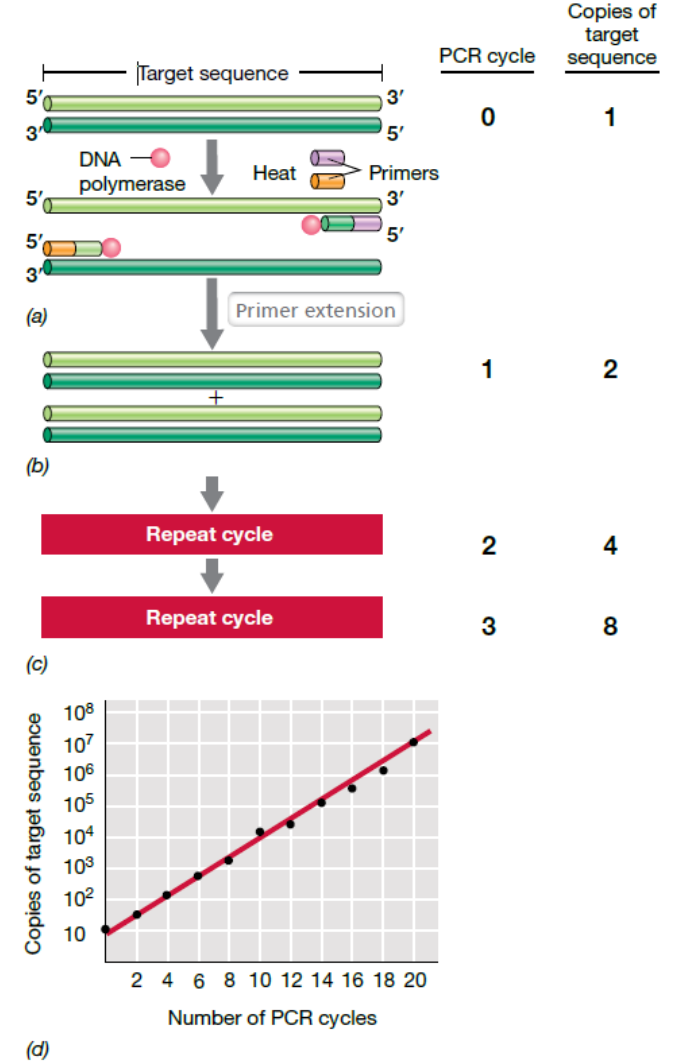 Copies of
target
PCR cycle sequence
Target sequence
5′ 3′
3′ 5′
0 1
DNA
polymerase
Heat Primers
5′ 3′
5′
5′
3′
Primer extension
(a)
1 2
+
(b)
Repeat cycle
2 4
Repeat cycle
3 8
(c)
Copies of target sequence
10⁸
10⁷
10⁶
10⁵
10⁴
10³
10²
10
2 4 6 8 10 12 14 16 18 20
Number of PCR cycles
(d)